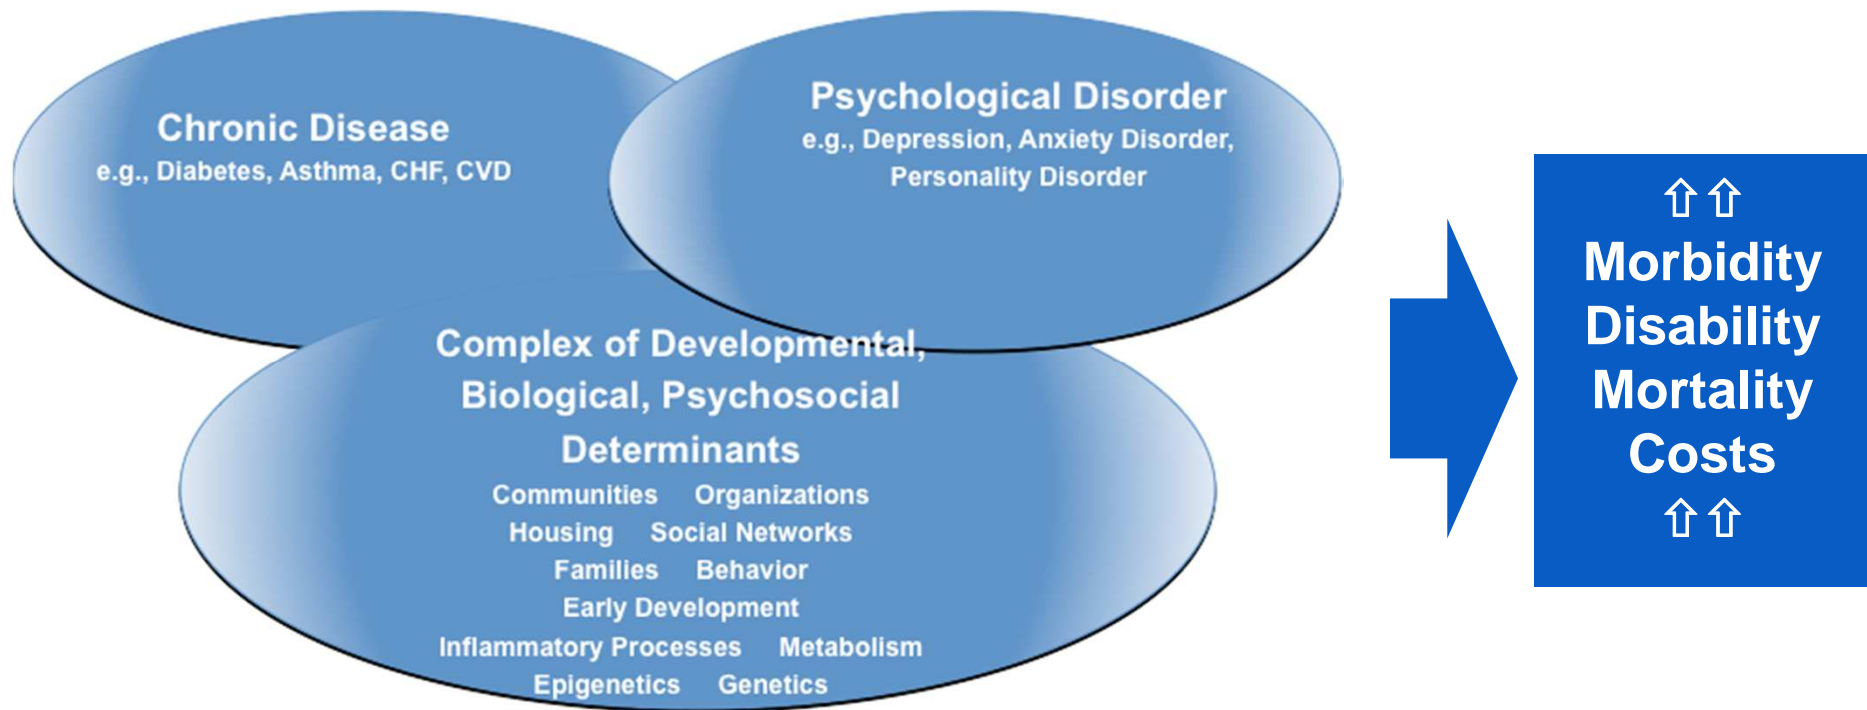 Chronic Disease
e.g., Diabetes, Asthma, CHF, CVD
Psychological Disorder
e.g., Depression, Anxiety Disorder,
Personality Disorder
Complex of Developmental,
Biological, Psychosocial
Determinants
Communities Organizations
Housing Social Networks
Families Behavior
Early Development
Inflammatory Processes Metabolism
Epigenetics Genetics
⇧⇧
Morbidity
Disability
Mortality
Costs
⇧⇧